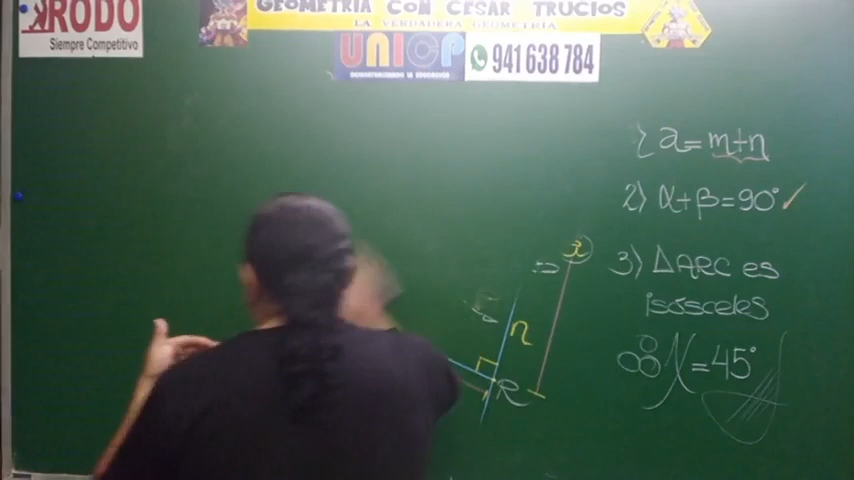 RODO
Siempre Competitivo
GEOMETRIA CON CESAR TRUCIOS
LA VERDADERA GEOMETRIA
UNICP
941 638 784
a=m+n
2) α+β=90°
3) △ARC es
isósceles
x=45°
x
n
R